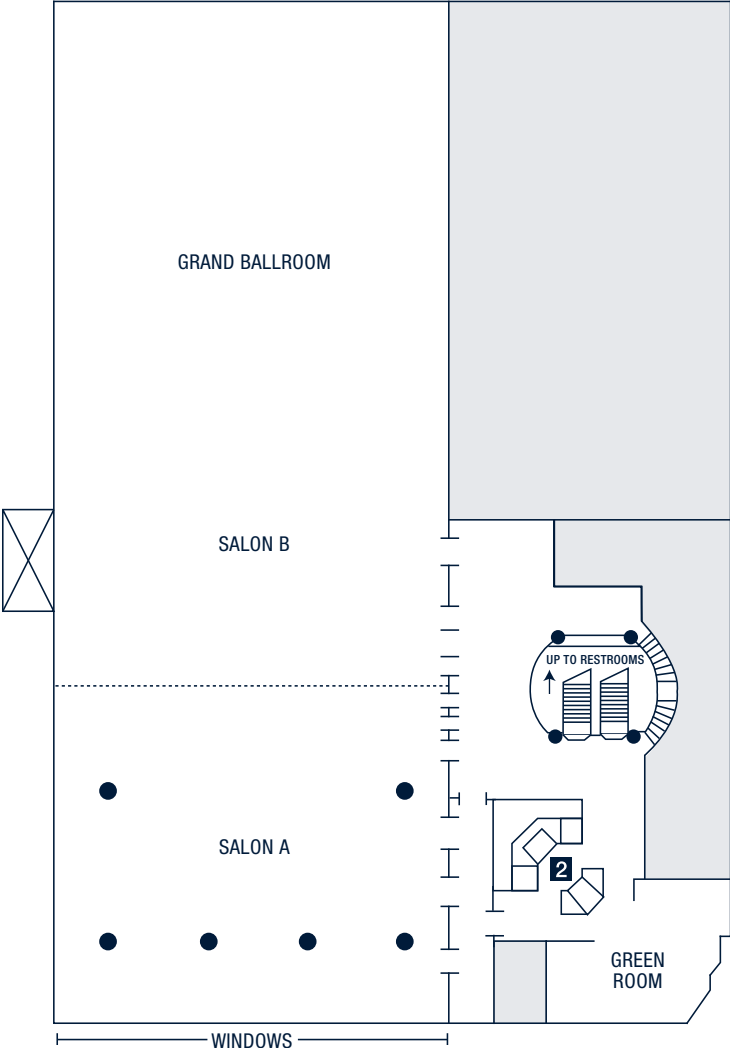 GRAND BALLROOM
SALON B
UP TO RESTROOMS
SALON A
2
GREEN
ROOM
WINDOWS